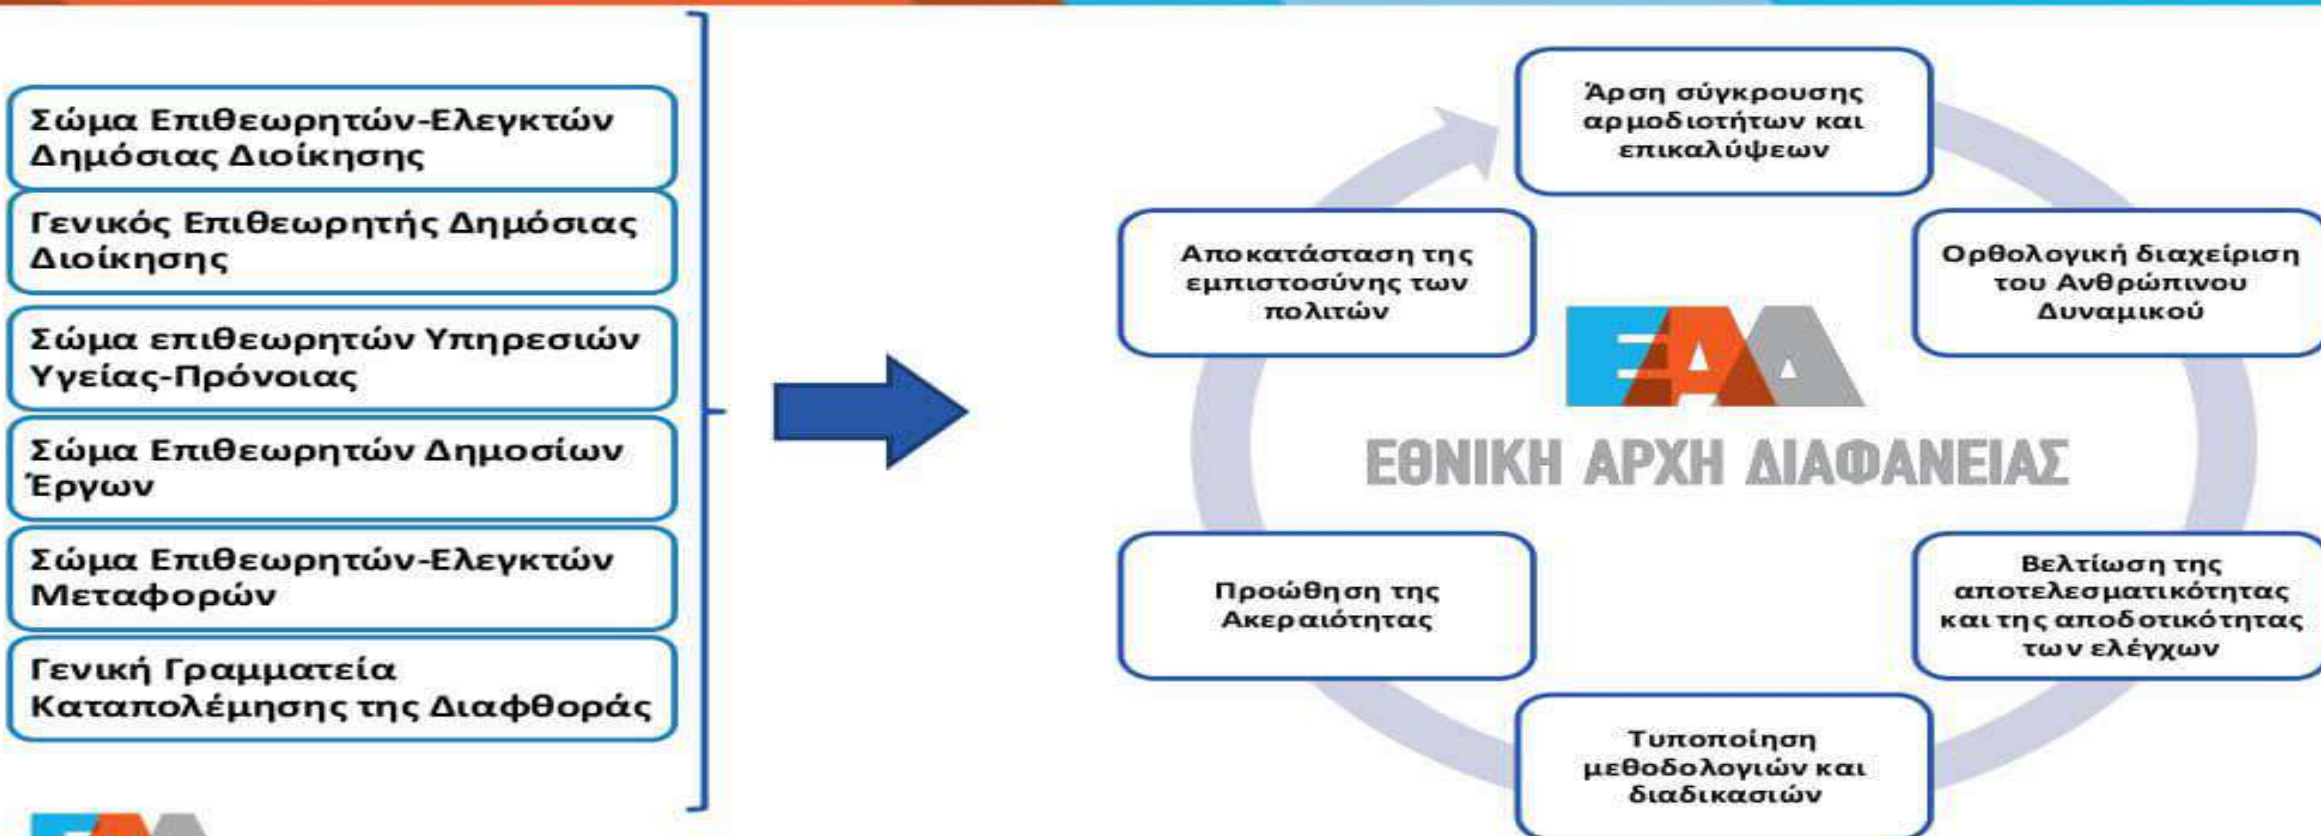 Σώμα Επιθεωρητών-Ελεγκτών
Δημόσιας Διοίκησης
Γενικός Επιθεωρητής Δημόσιας
Διοίκησης
Σώμα επιθεωρητών Υπηρεσιών
Υγείας-Πρόνοιας
Σώμα Επιθεωρητών Δημοσίων
Έργων
Σώμα Επιθεωρητών-Ελεγκτών
Μεταφορών
Γενική Γραμματεία
Καταπολέμησης της Διαφθοράς
Άρση σύγκρουσης
αρμοδιοτήτων και
επικαλύψεων
Ορθολογική διαχείριση
του Ανθρώπινου
Δυναμικού
Βελτίωση της
αποτελεσματικότητας
και της αποδοτικότητας
των ελέγχων
Τυποποίηση
μεθοδολογιών και
διαδικασιών
Προώθηση της
Ακεραιότητας
Αποκατάσταση της
εμπιστοσύνης των
πολιτών
ΕΑΔ
ΕΘΝΙΚΗ ΑΡΧΗ ΔΙΑΦΑΝΕΙΑΣ